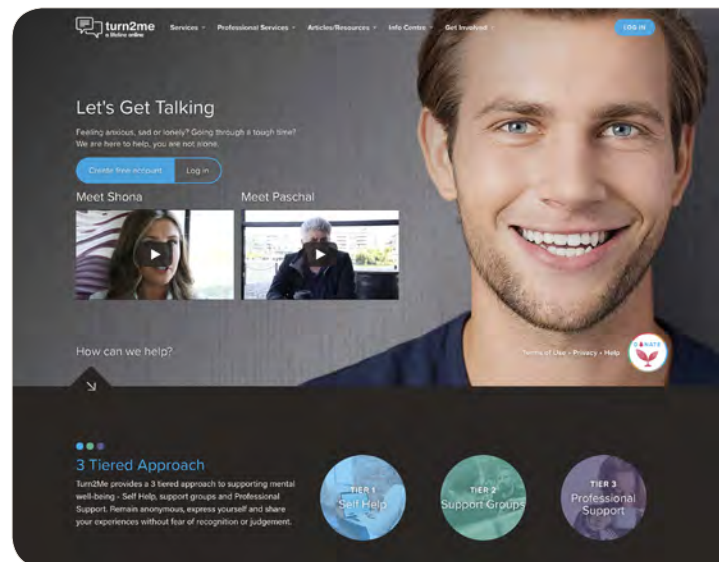 turn2me
a lifeline online
Services
Professional Services
Articles/Resources
Info Centre
Get Involved
LOG IN
Let's Get Talking
Feeling anxious, sad or lonely? Going through a tough time?
We are here to help, you are not alone.
Create free account
Log in
Meet Shona
Meet Paschal
How can we help?
Terms of Use • Privacy • Help
DONATE
3 Tiered Approach
Turn2Me provides a 3 tiered approach to supporting mental
well-being - Self Help, support groups and Professional
Support. Remain anonymous, express yourself and share
your experiences without fear of recognition or judgement.
TIER 1
Self Help
TIER 2
Support Groups
TIER 3
Professional
Support